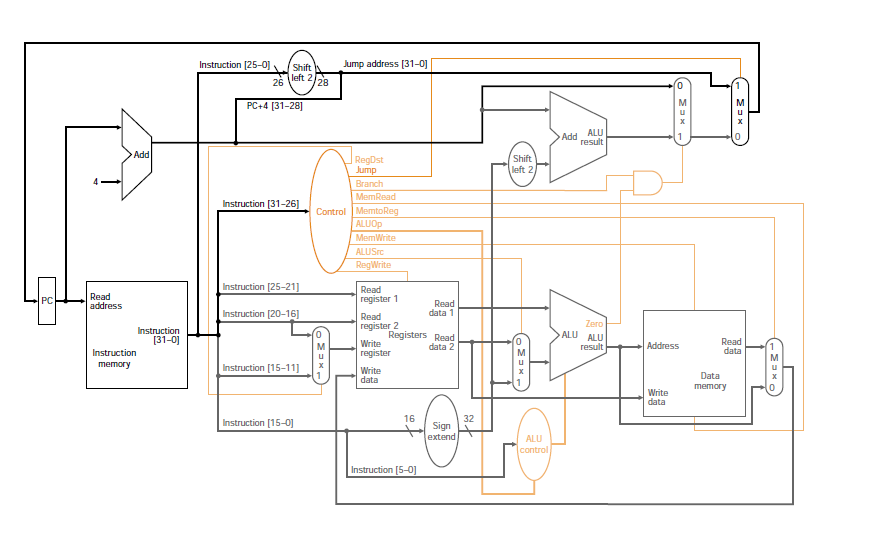 Instruction [25–0]
26
Shift
left 2
28
Jump address [31–0]
PC+4 [31–28]
Add
4
0
M
u
x
1
1
M
u
x
0
Add
ALU
result
Shift
left 2
RegDst
Jump
Branch
MemRead
MemtoReg
ALUOp
MemWrite
ALUSrc
RegWrite
Control
Instruction [31–26]
Instruction [25–21]
Instruction [20–16]
Instruction [15–11]
Instruction [15–0]
Instruction [5–0]
PC
Read
address
Instruction
[31–0]
Instruction
memory
0
M
u
x
1
Read
register 1
Read
register 2
Write
register
Write
data
Registers
Read
data 1
Read
data 2
0
M
u
x
1
Zero
ALU
ALU
result
Address
Write
data
Read
data
Data
memory
1
M
u
x
0
16
Sign
extend
32
ALU
control